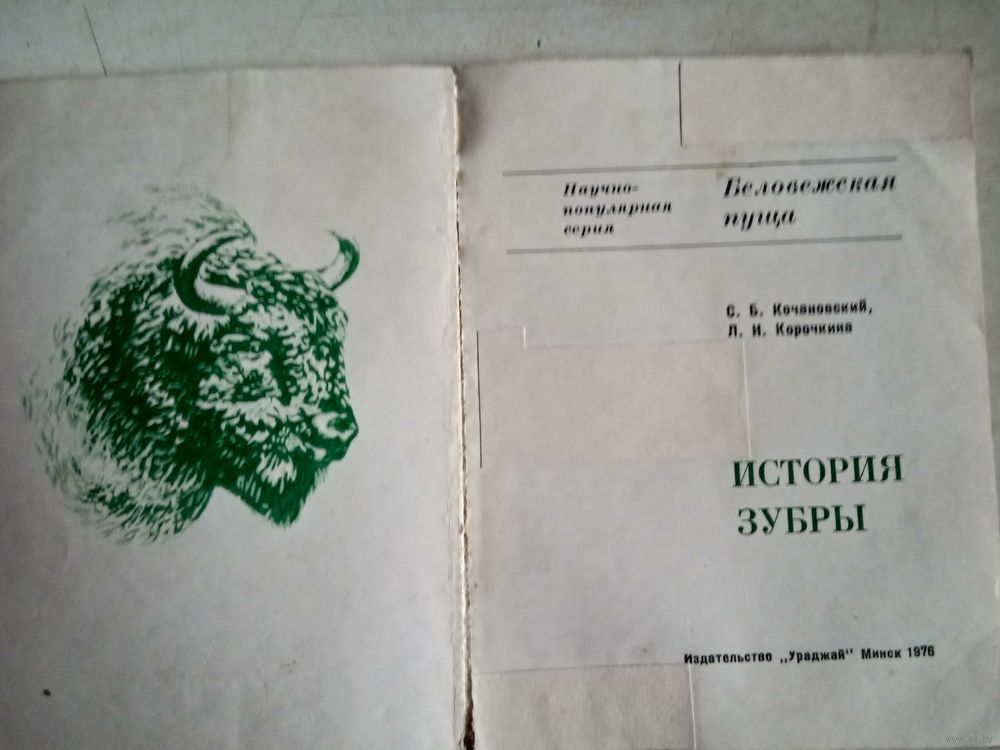 Научно-
популярная
серия
Беловежская
пуща
С. Б. Кочановский,
Л. И. Корочкина
ИСТОРИЯ
ЗУБРЫ
Издательство „Ураджай" Минск 1976